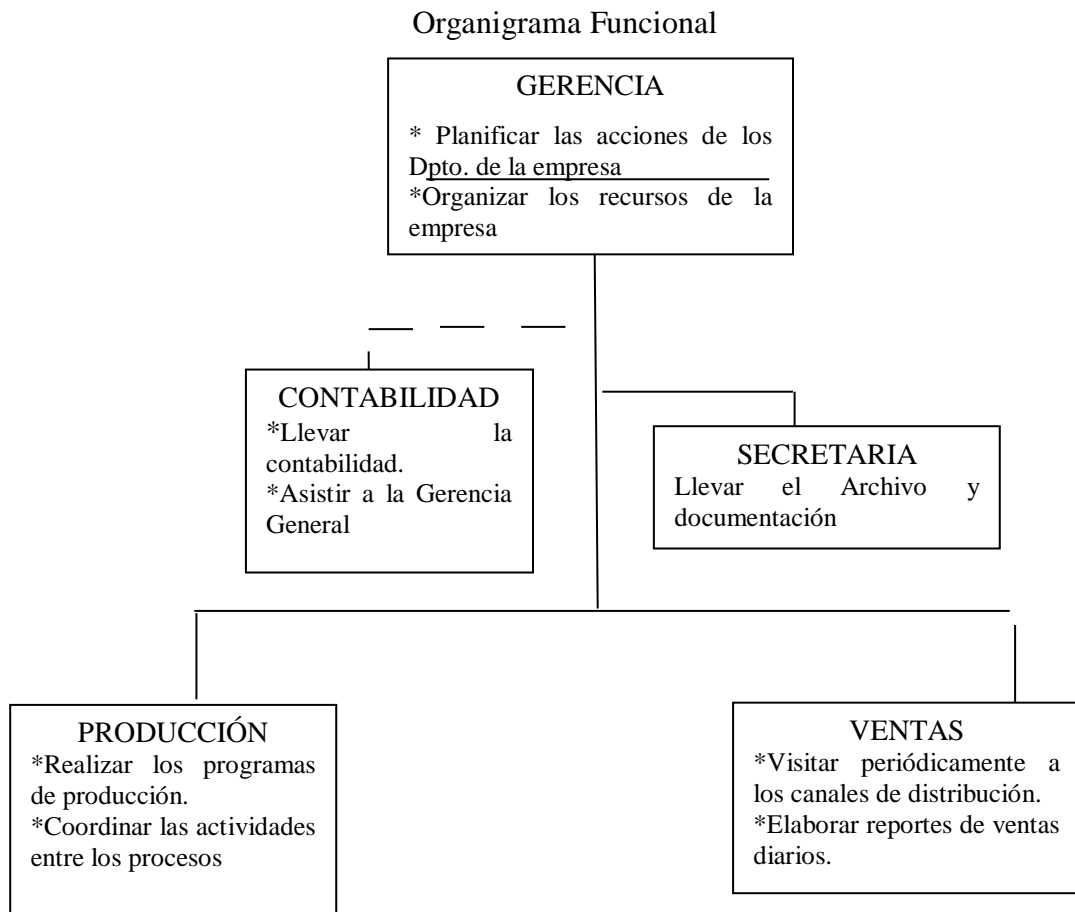 Organigrama Funcional
GERENCIA
* Planificar las acciones de los
Dpto. de la empresa
*Organizar los recursos de la
empresa
CONTABILIDAD
*Llevar la
contabilidad.
*Asistir a la Gerencia
General
SECRETARIA
Llevar el Archivo y
documentación
PRODUCCIÓN
*Realizar los programas
de producción.
*Coordinar las actividades
entre los procesos
VENTAS
*Visitar periódicamente a
los canales de distribución.
*Elaborar reportes de ventas
diarios.